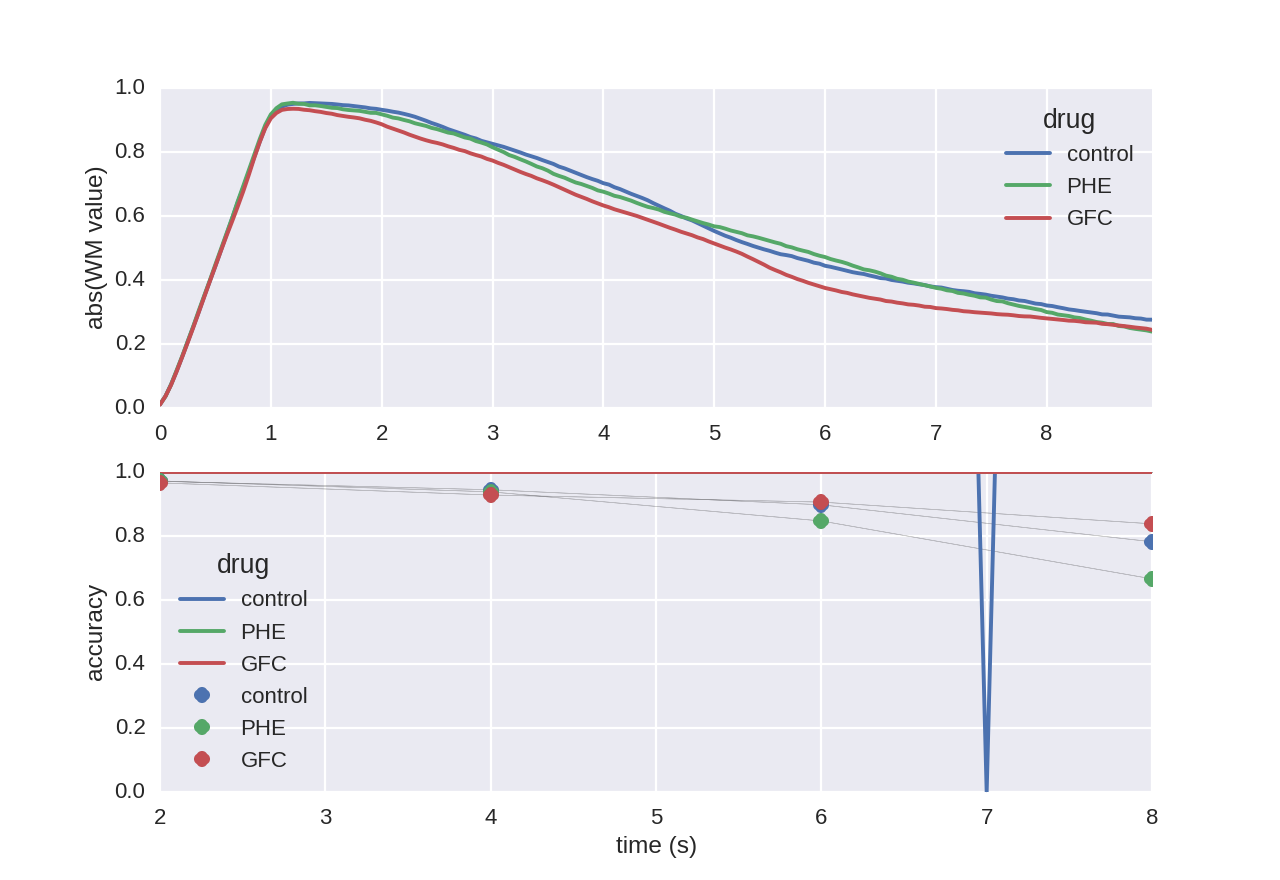 1.0
0.8
0.6
0.4
0.2
0.0
abs(WM value)
drug
control
PHE
GFC
0 1 2 3 4 5 6 7 8
1.0
0.8
0.6
0.4
0.2
0.0
accuracy
drug
control
PHE
GFC
control
PHE
GFC
2 3 4 5 6 7 8
time (s)